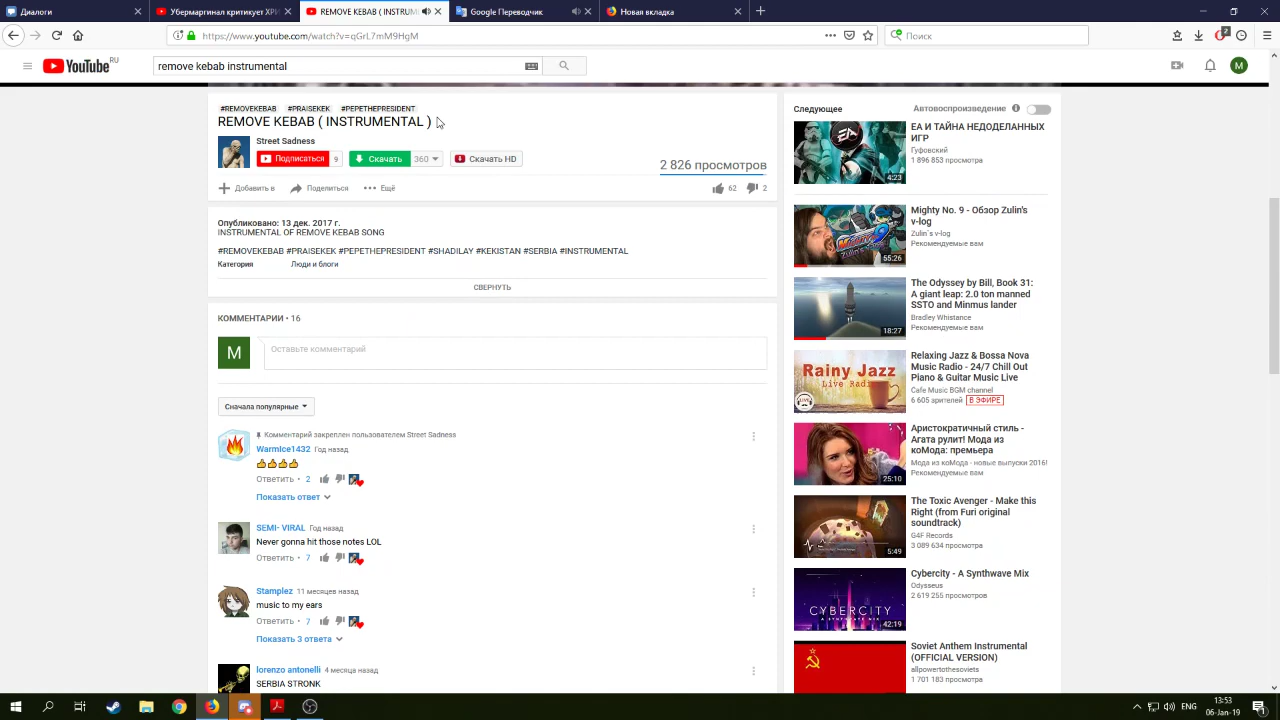 Диалоги
Убермаргинал критикует ХРИ
REMOVE KEBAB ( INSTRUM
Google Переводчик
Новая вкладка
https://www.youtube.com/watch?v=qGrL7mM9HgM
Поиск
2
YouTube RU
remove kebab instrumental
M
#REMOVEKEBAB #PRAISEKEK #PEPETHEPRESIDENT
REMOVE KEBAB ( INSTRUMENTAL )
Street Sadness
Подписаться 9
Скачать 360
Скачать HD
2 826 просмотров
Добавить в
Поделиться
Ещё
62 2
Опубликовано: 13 дек. 2017 г.
INSTRUMENTAL OF REMOVE KEBAB SONG
#REMOVEKEBAB #PRAISEKEK #PEPETHEPRESIDENT #SHADILAY #KEKISTAN #SERBIA #INSTRUMENTAL
Категория Люди и блоги
СВЕРНУТЬ
КОММЕНТАРИИ • 16
M
Оставьте комментарий
Сначала популярные
Комментарий закреплен пользователем Street Sadness
WarmIce1432 Год назад
Ответить • 2
Показать ответ
SEMI- VIRAL Год назад
Never gonna hit those notes LOL
Ответить • 7
Stamplez 11 месяцев назад
music to my ears
Ответить • 7
Показать 3 ответа
lorenzo antonelli 4 месяца назад
SERBIA STRONK
Следующее
Автовоспроизведение
EA
4:23
EA И ТАЙНА НЕДОДЕЛАННЫХ
ИГР
Гуфовский
1 896 853 просмотра
55:26
Mighty No. 9 - Обзор Zulin's
v-log
Zulin`s v-log
Рекомендуемые вам
18:27
The Odyssey by Bill, Book 31:
A giant leap: 2.0 ton manned
SSTO and Minmus lander
Bradley Whistance
Рекомендуемые вам
Rainy Jazz
Live Radio
Relaxing Jazz & Bossa Nova
Music Radio - 24/7 Chill Out
Piano & Guitar Music Live
Cafe Music BGM channel
6 605 зрителей В ЭФИРЕ
25:10
Аристократичный стиль -
Агата рулит! Мода из
коМода: премьера
Мода из коМода - новые выпуски 2016!
Рекомендуемые вам
5:49
The Toxic Avenger - Make this
Right (from Furi original
soundtrack)
G4F Records
3 089 634 просмотра
CYBERCITY
A SYNTHWAVE MIX
42:19
Cybercity - A Synthwave Mix
Odysseus
2 619 255 просмотров
Soviet Anthem Instrumental
(OFFICIAL VERSION)
allpowertothesoviets
1 701 183 просмотра
ENG
13:53
06-Jan-19